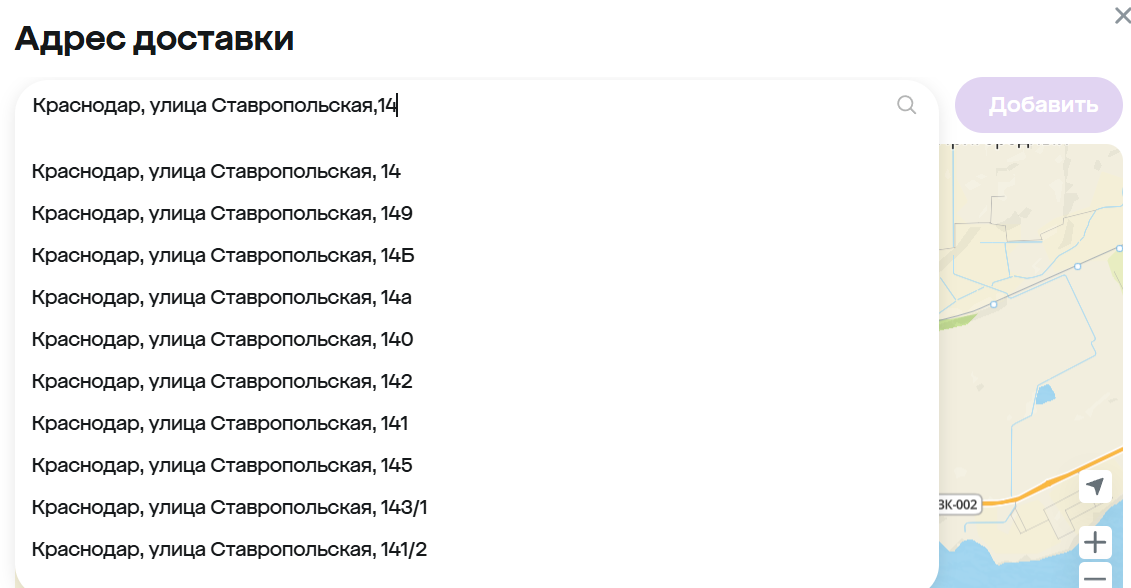 Адрес доставки
Краснодар, улица Ставропольская,14
Добавить
Краснодар, улица Ставропольская, 14
Краснодар, улица Ставропольская, 149
Краснодар, улица Ставропольская, 14Б
Краснодар, улица Ставропольская, 14а
Краснодар, улица Ставропольская, 140
Краснодар, улица Ставропольская, 142
Краснодар, улица Ставропольская, 141
Краснодар, улица Ставропольская, 145
Краснодар, улица Ставропольская, 143/1
Краснодар, улица Ставропольская, 141/2
ВК-002